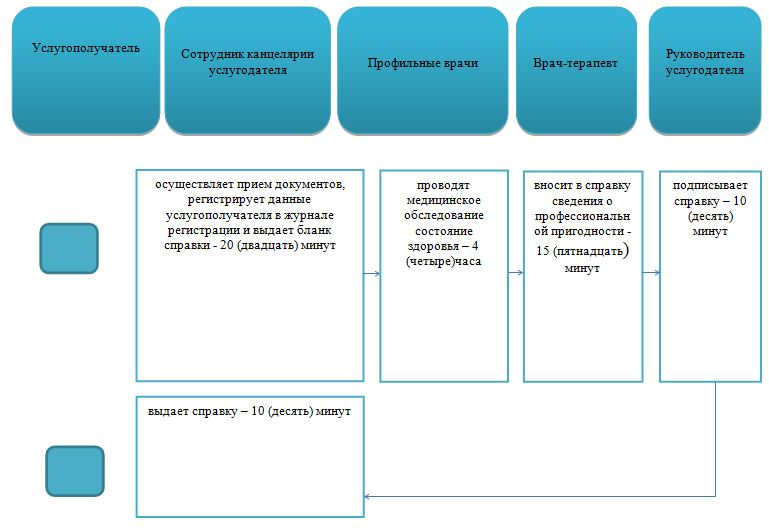 Услугополучатель
Сотрудник канцелярии
услугодателя
Профильные врачи
Врач-терапевт
Руководитель
услугодателя
осуществляет прием документов,
регистрирует данные
услугополучателя в журнале
регистрации и выдает бланк
справки - 20 (двадцать) минут
проводят
медицинское
обследование
состояние
здоровья – 4
(четыре)часа
вносит в справку
сведения о
профессиональн
ой пригодности -
15 (пятнадцать)
минут
подписывает
справку – 10
(десять)
минут
выдает справку – 10 (десять) минут